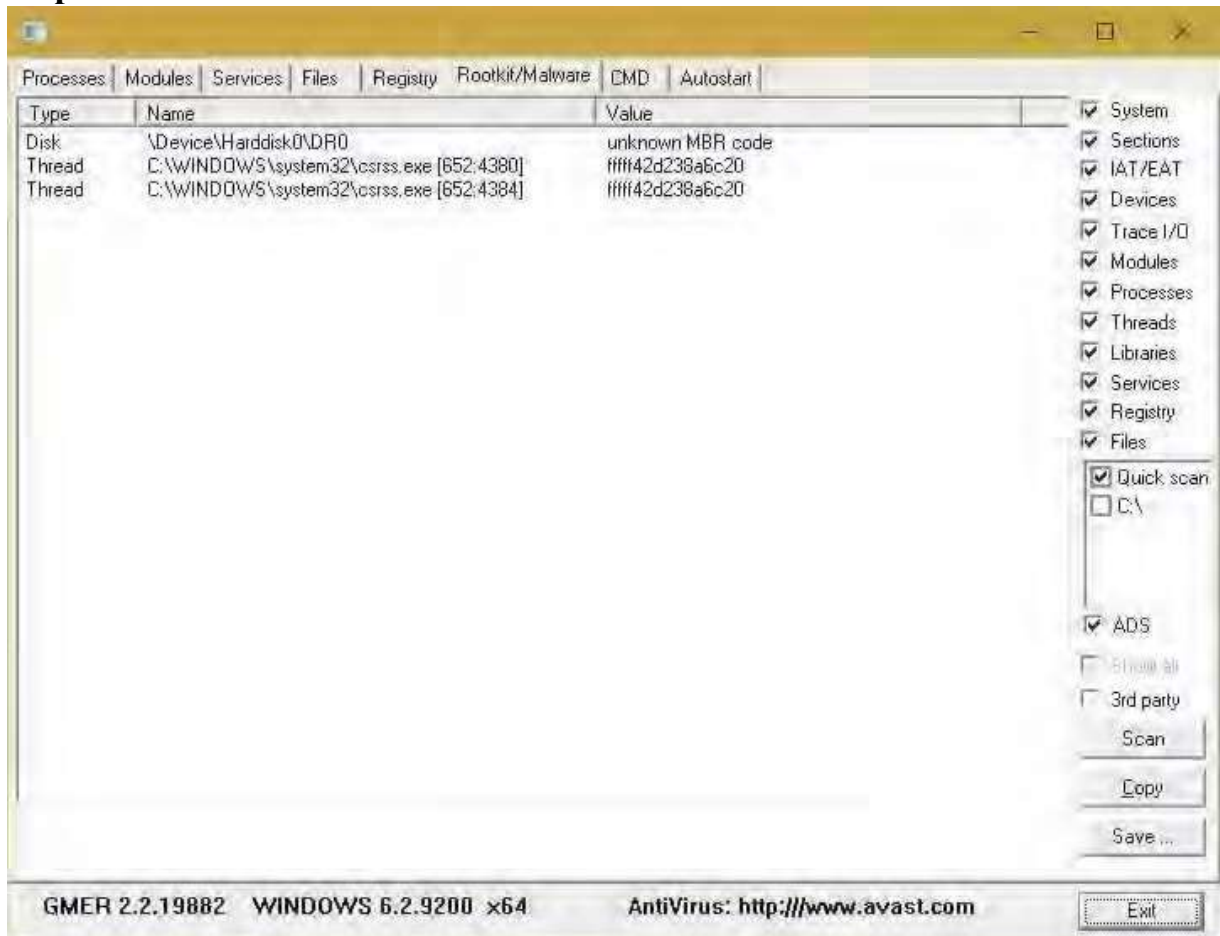 Processes Modules Services Files Registry Rootkit/Malware CMD Autostart
Type Name Value
Disk \Device\Harddisk0\DR0 unknown MBR code
Thread C:\WINDOWS\system32\csrss.exe [652:4380] fffff42d238a6c20
Thread C:\WINDOWS\system32\csrss.exe [652:4384] fffff42d238a6c20
System
Sections
IAT/EAT
Devices
Trace I/O
Modules
Processes
Threads
Libraries
Services
Registry
Files
Quick scan
C:\
ADS
Show all
3rd party
Scan
Copy
Save ...
GMER 2.2.19882 WINDOWS 6.2.9200 x64 AntiVirus: http:///www.avast.com
Exit